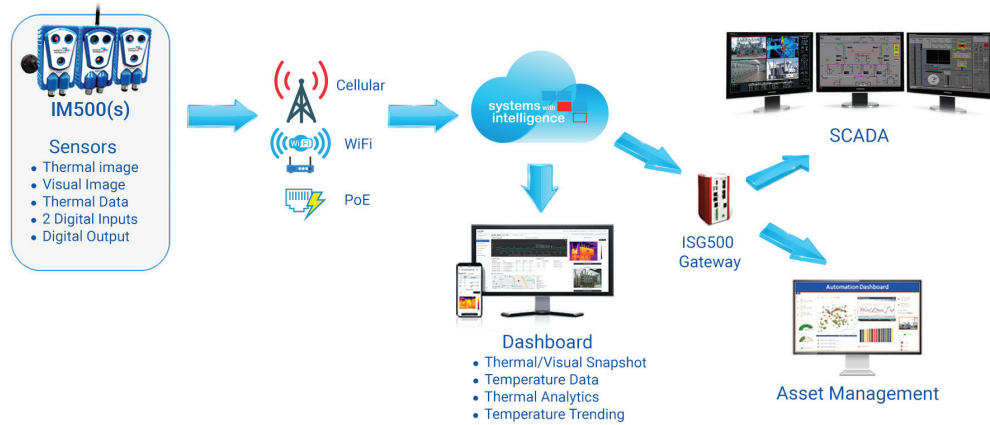 IM500(s)
Sensors
• Thermal image
• Visual Image
• Thermal Data
• 2 Digital Inputs
• Digital Output
Cellular
WiFi
WiFi
PoE
systems with
intelligence
Dashboard
• Thermal/Visual Snapshot
• Temperature Data
• Thermal Analytics
• Temperature Trending
ISG500
Gateway
SCADA
Automation Dashboard
Asset Management